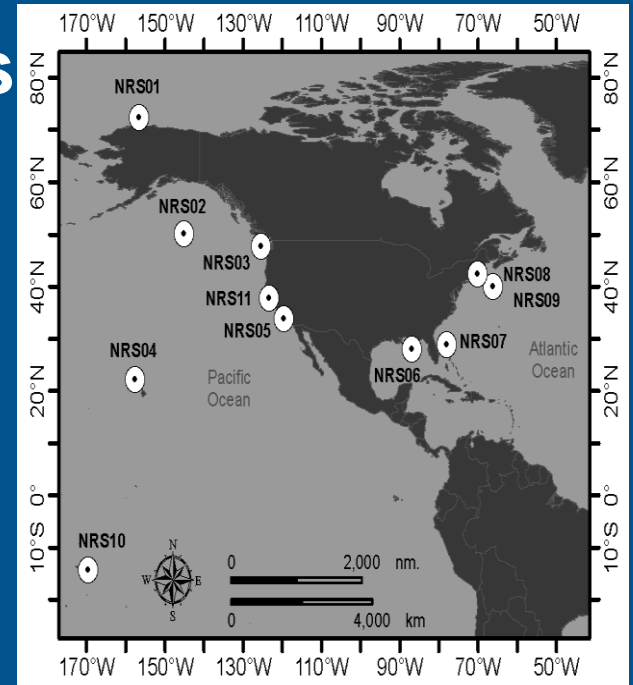 S
170°W 150°W 130°W 110°W 90°W 70°W 50°W
80°N 80°N
NRS01
60°N 60°N
NRS02
NRS03
NRS08
40°N 40°N
NRS11
NRS09
NRS05
NRS07
NRS04
Atlantic
Ocean
NRS06
Pacific
Ocean
20°N 20°N
0° 0°
NRS10
10°S 10°S
N
W E
S
0 2,000 nm.
0 4,000 km
170°W 150°W 130°W 110°W 90°W 70°W 50°W